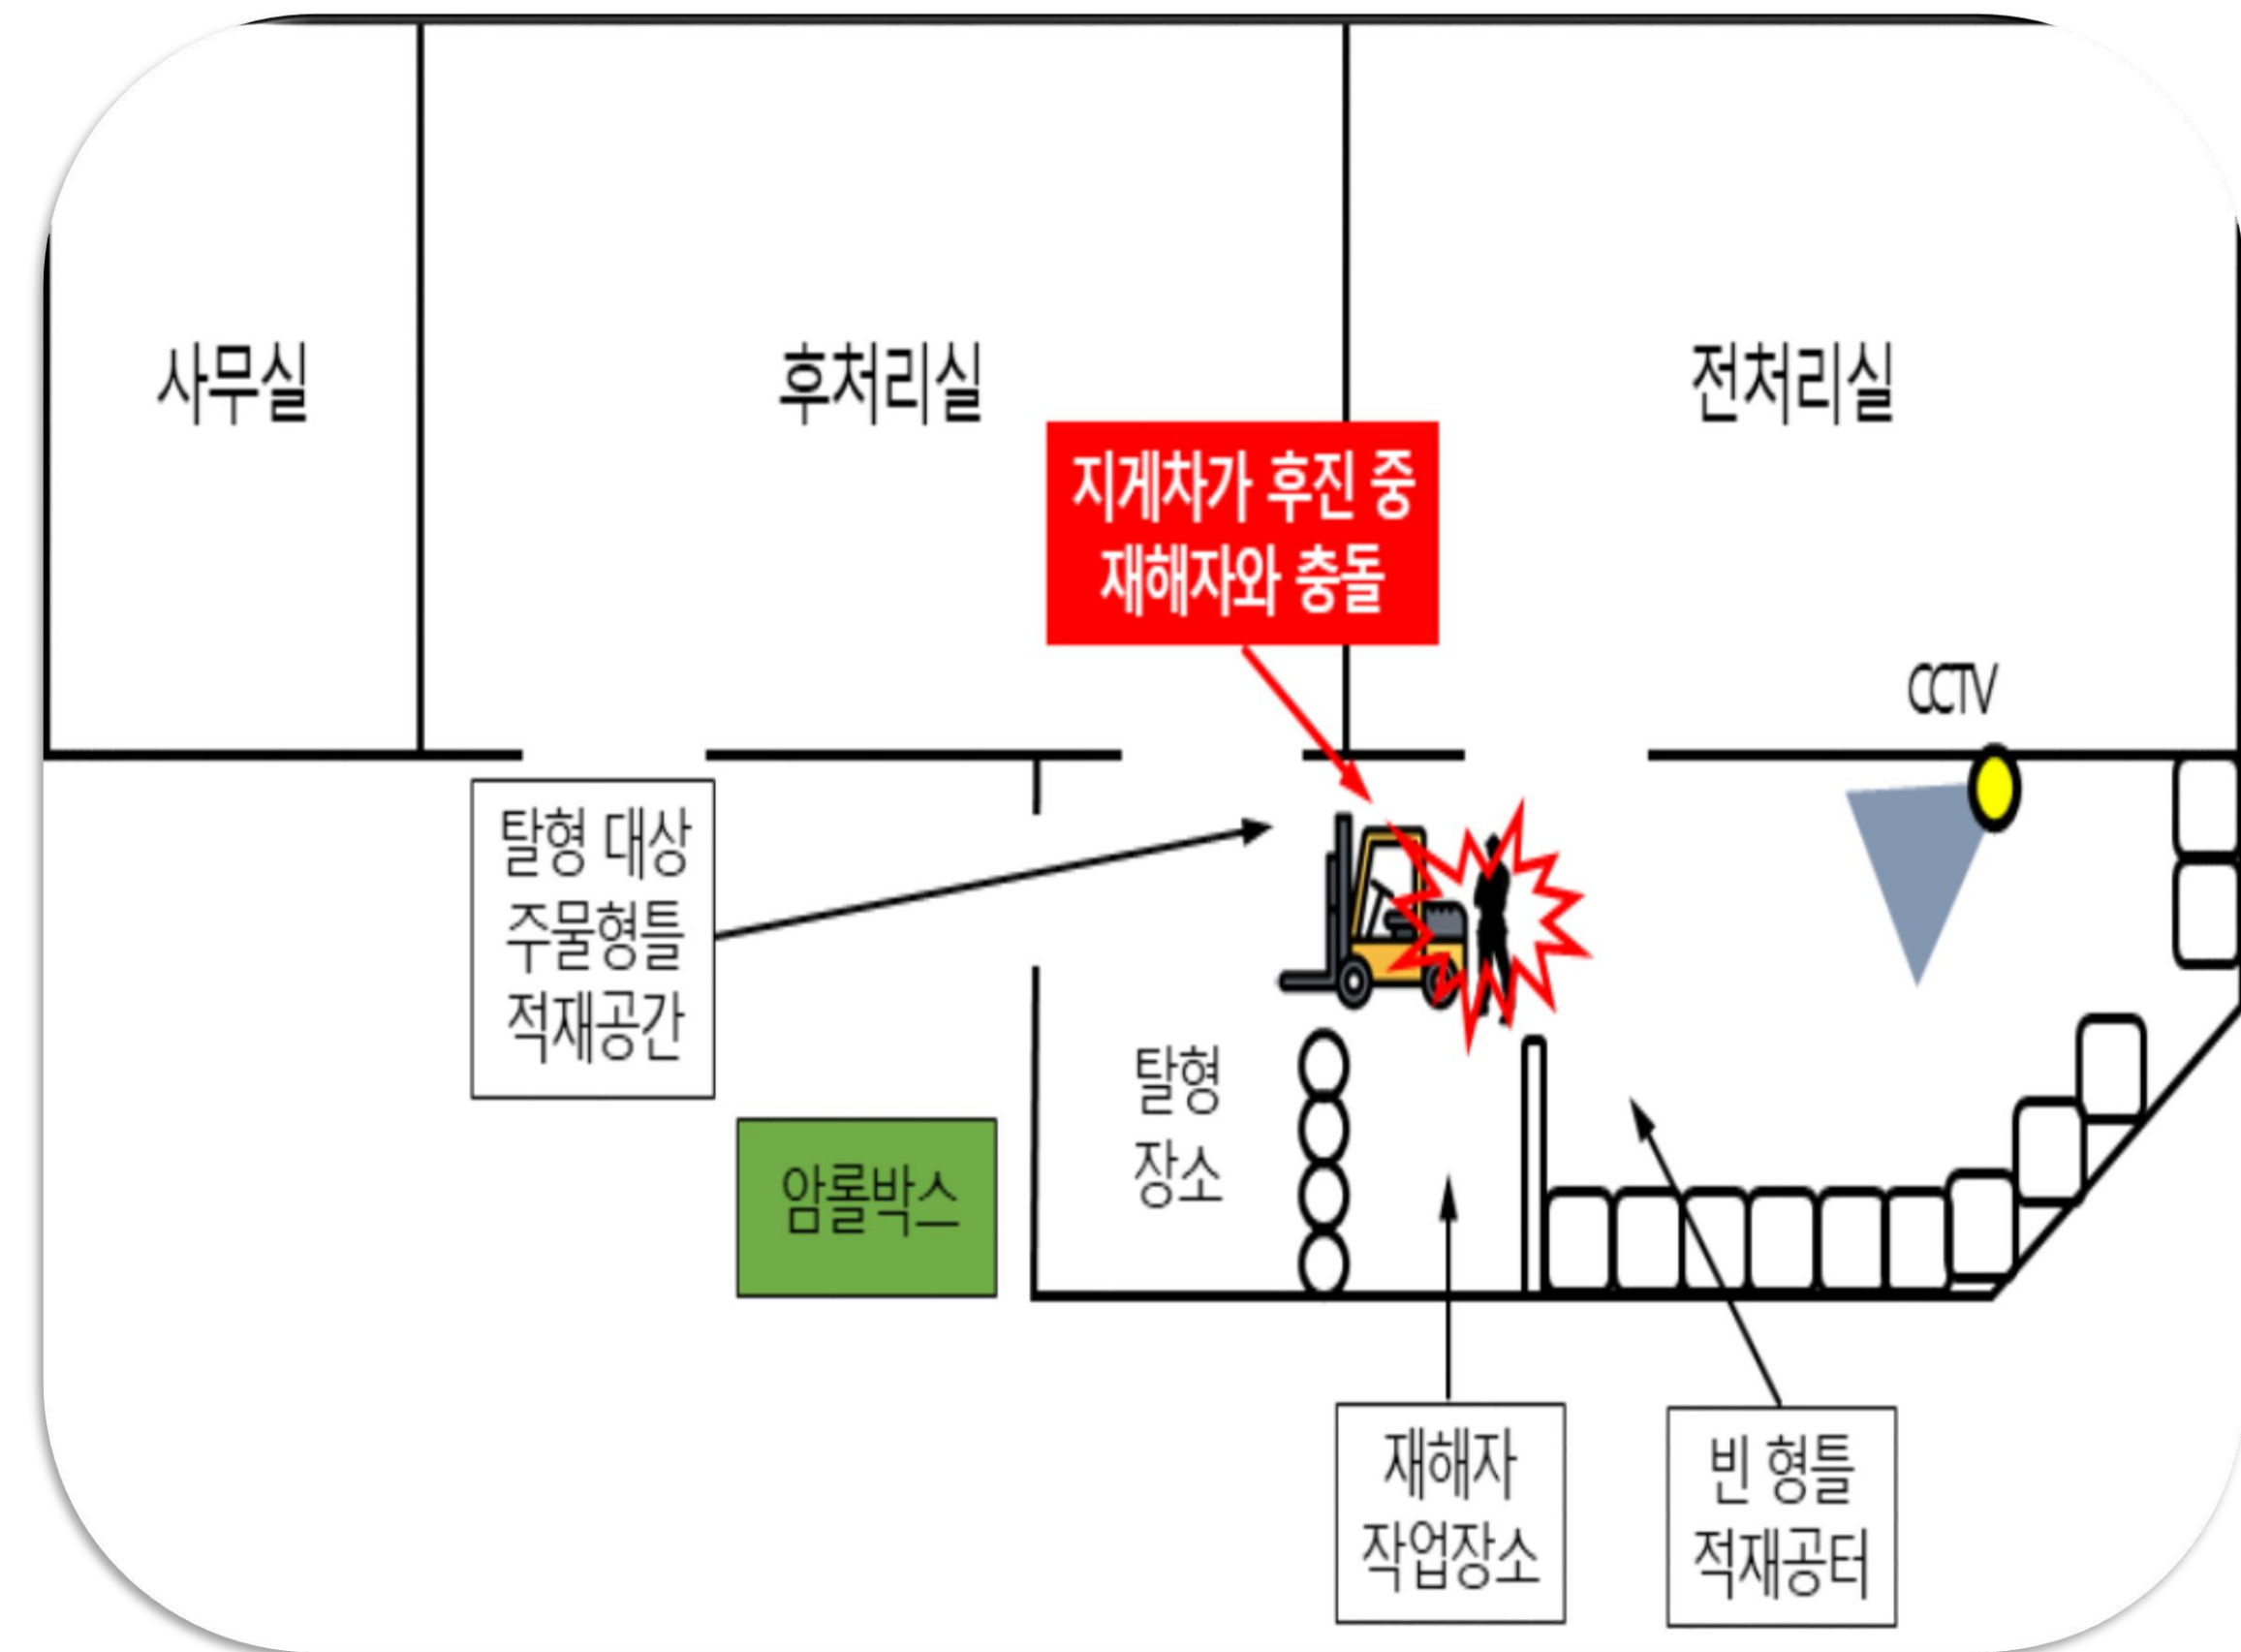 사무실
후처리실
전처리실
지게차가 후진 중
재해자와 충돌
CCTV
탈형 대상
주물형틀
적재공간
암롤박스
탈형
장소
재해자
작업장소
빈 형틀
적재공터